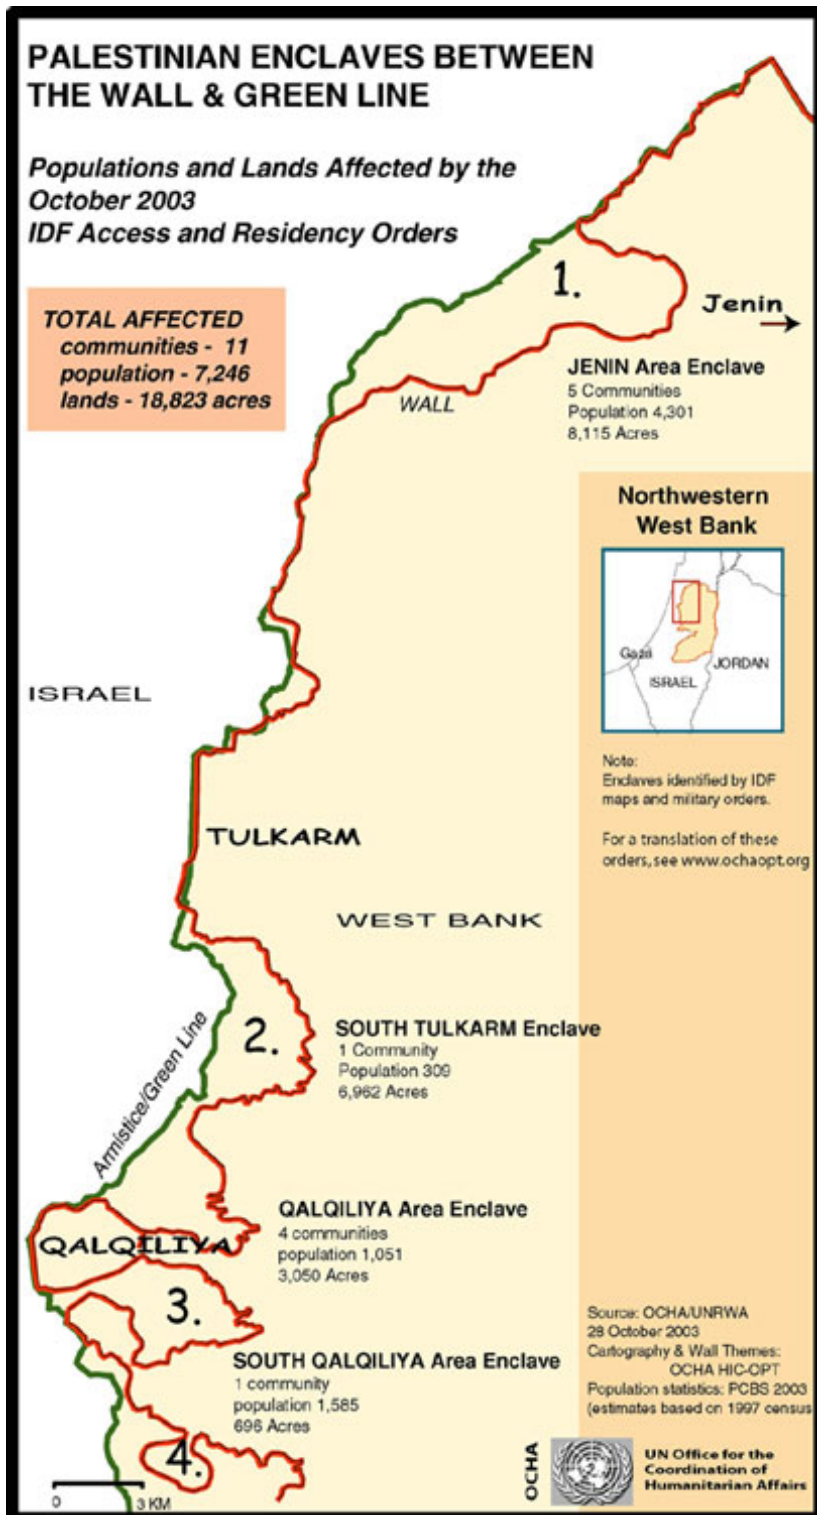 PALESTINIAN ENCLAVES BETWEEN
THE WALL & GREEN LINE
Populations and Lands Affected by the
October 2003
IDF Access and Residency Orders
TOTAL AFFECTED
communities - 11
population - 7,246
lands - 18,823 acres
1.
Jenin
JENIN Area Enclave
5 Communities
Population 4,301
8,115 Acres
WALL
Northwestern
West Bank
Gaza
JORDAN
ISRAEL
ISRAEL
Note:
Enclaves identified by IDF
maps and military orders.
For a translation of these
orders, see www.ochaopt.org
TULKARM
WEST BANK
2.
SOUTH TULKARM Enclave
1 Community
Population 309
6,962 Acres
Armistice/Green Line
QALQILIYA Area Enclave
4 communities
population 1,051
3,050 Acres
QALQILIYA
3.
SOUTH QALQILIYA Area Enclave
1 community
population 1,585
696 Acres
4.
0 3 KM
Source: OCHA/UNRWA
28 October 2003
Cartography & Wall Themes:
OCHA HIC-OPT
Population statistics: PCBS 2003
(estimates based on 1997 census
OCHA
UN Office for the
Coordination of
Humanitarian Affairs